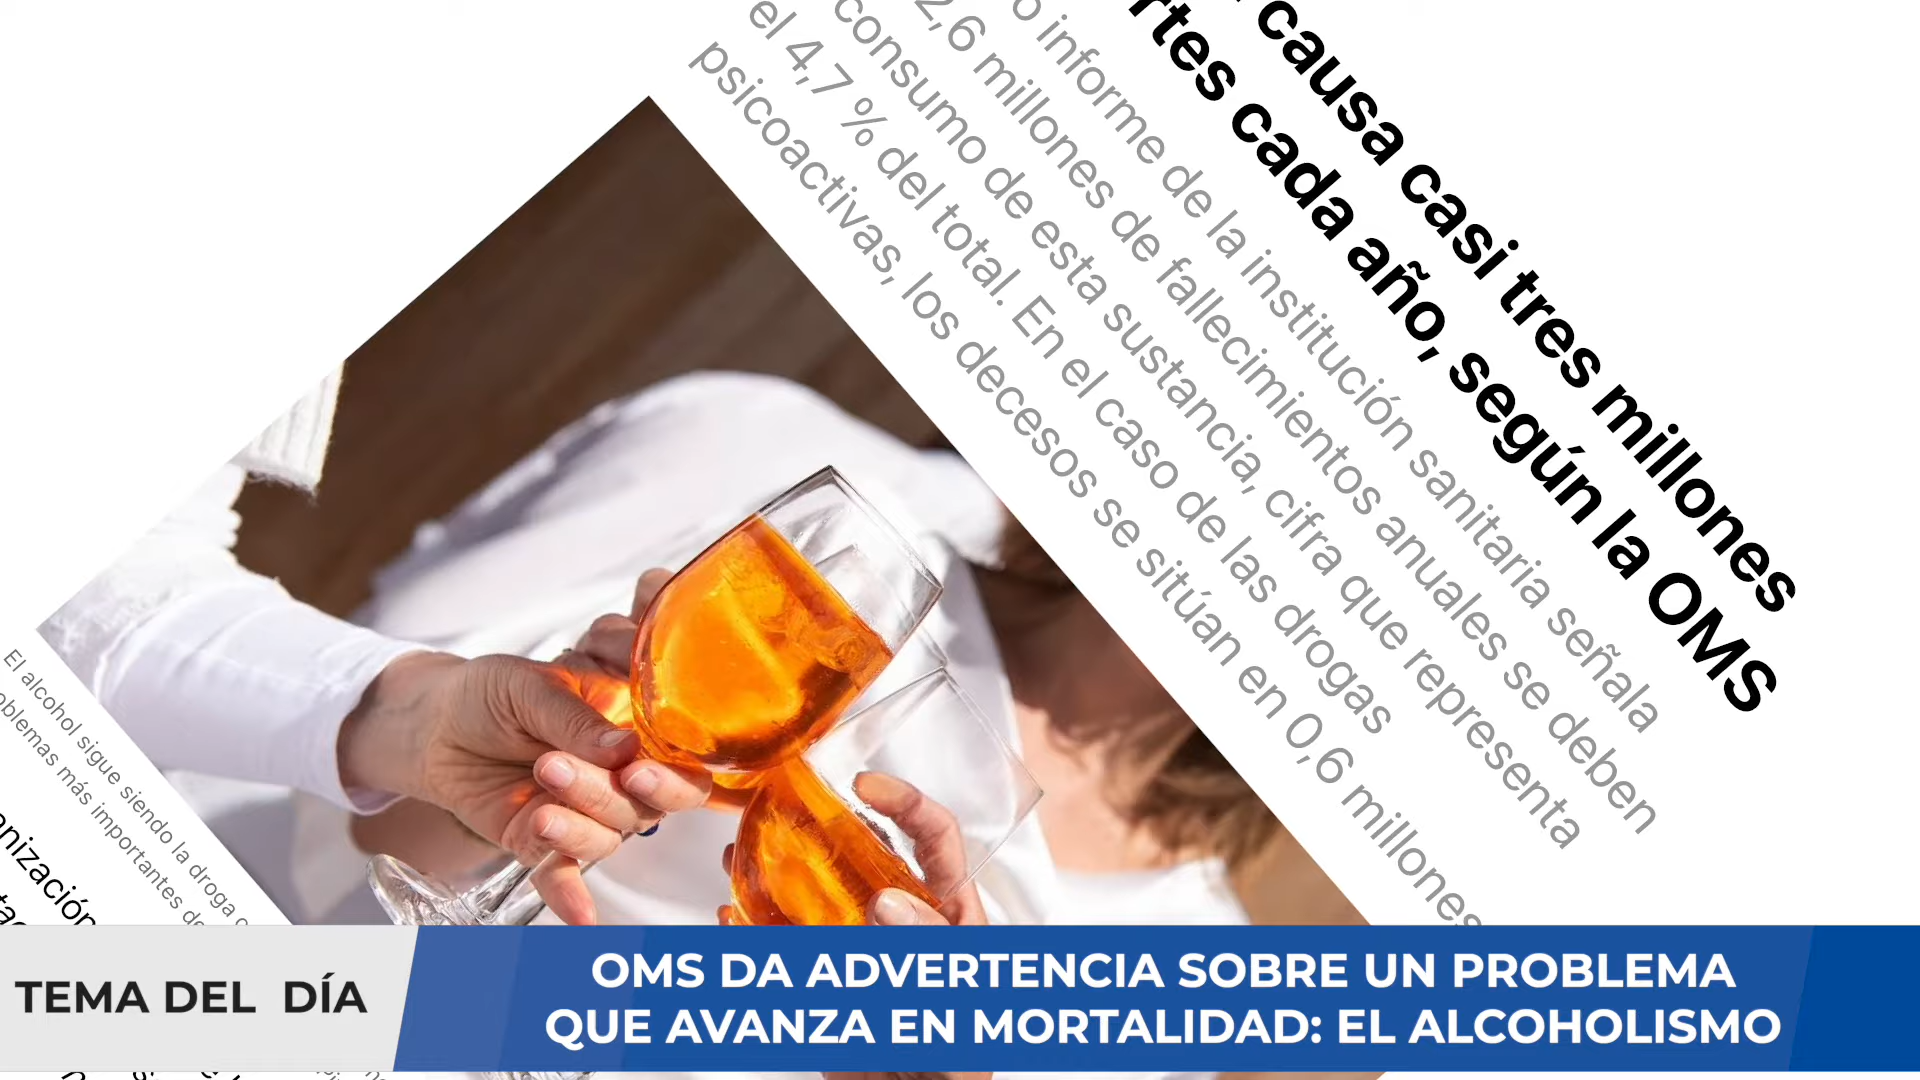 causa casi tres millones
cada año, según la OMS
informe de la institución sanitaria señala
2,6 millones de fallecimientos anuales se deben
consumo de esta sustancia, cifra que representa
el 4,7 % del total. En el caso de las drogas
psicoactivas, los decesos se sitúan en 0,6 millones
El alcohol sigue siendo la droga
más importantes
TEMA DEL DÍA
OMS DA ADVERTENCIA SOBRE UN PROBLEMA
QUE AVANZA EN MORTALIDAD: EL ALCOHOLISMO